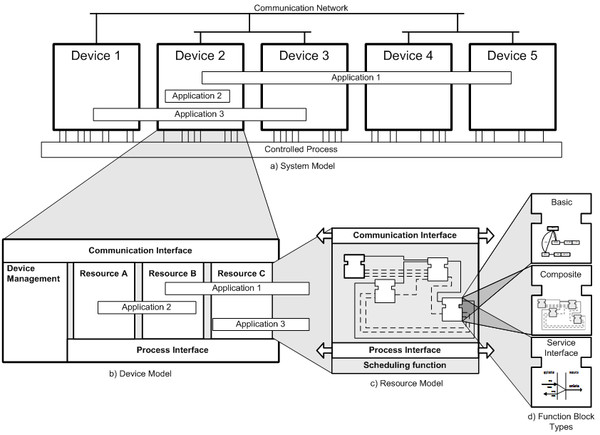 Communication Network
Device 1
Device 2
Device 3
Device 4
Device 5
Application 1
Application 2
Application 3
Controlled Process
a) System Model
Communication Interface
Device
Management
Resource A
Resource B
Resource C
Application 1
Application 2
Application 3
Process Interface
b) Device Model
Communication Interface
Process Interface
Scheduling function
c) Resource Model
Basic
Composite
Service
Interface
d) Function Block
Types